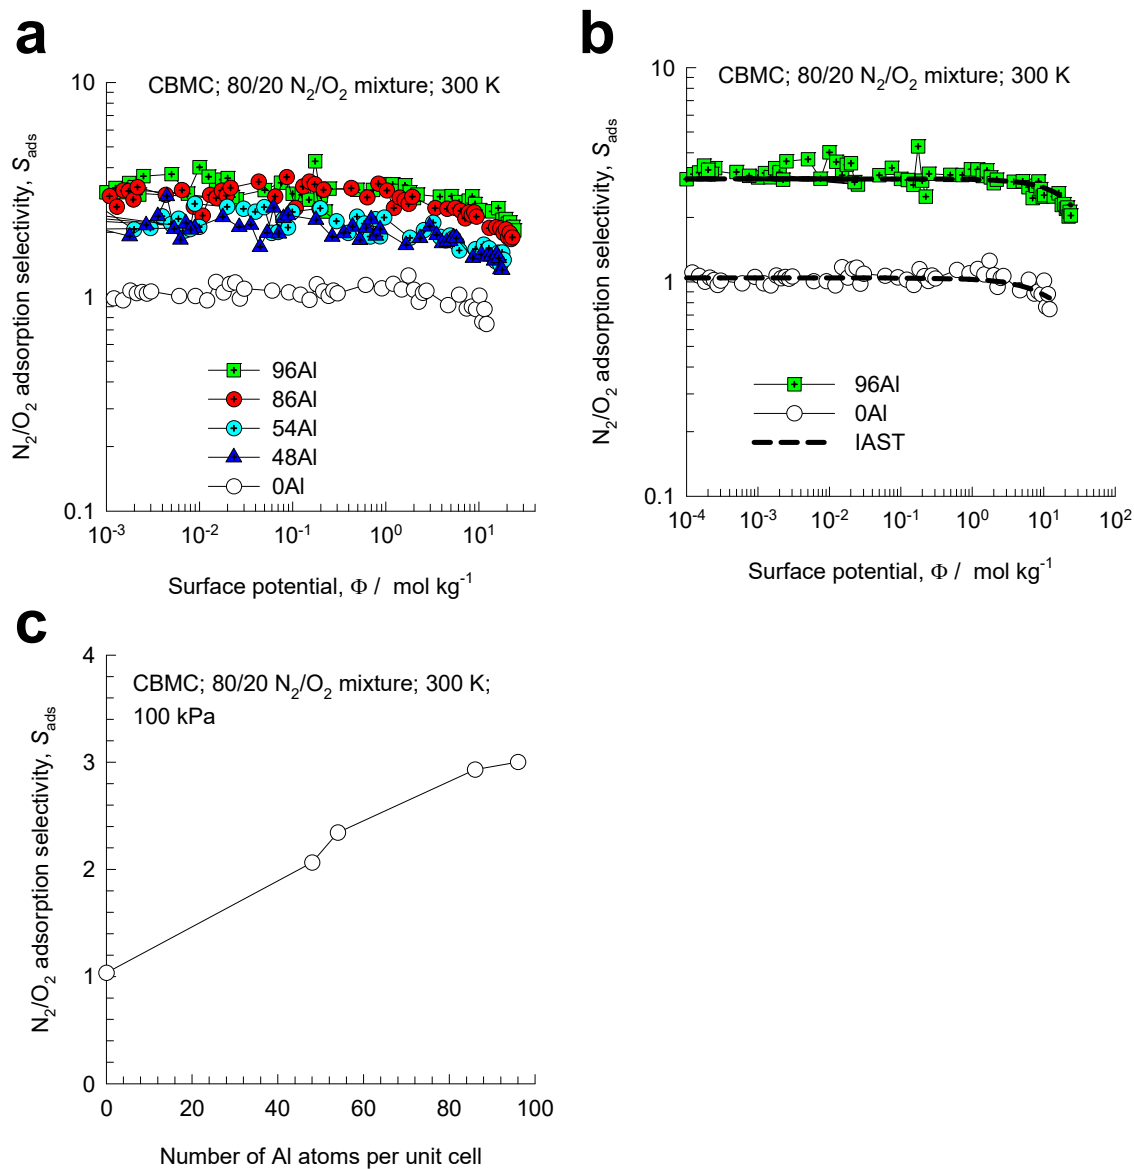 a
CBMC; 80/20 N2/O2 mixture; 300 K
N2/O2 adsorption selectivity, Sads
10
1
0.1
96Al
86Al
54Al
48Al
0Al
10-3 10-2 10-1 100 101
Surface potential, Φ / mol kg-1
b
CBMC; 80/20 N2/O2 mixture; 300 K
N2/O2 adsorption selectivity, Sads
10
1
0.1
96Al
0Al
IAST
10-4 10-3 10-2 10-1 100 101 102
Surface potential, Φ / mol kg-1
c
CBMC; 80/20 N2/O2 mixture; 300 K;
100 kPa
N2/O2 adsorption selectivity, Sads
4
3
2
1
0
0 20 40 60 80 100
Number of Al atoms per unit cell